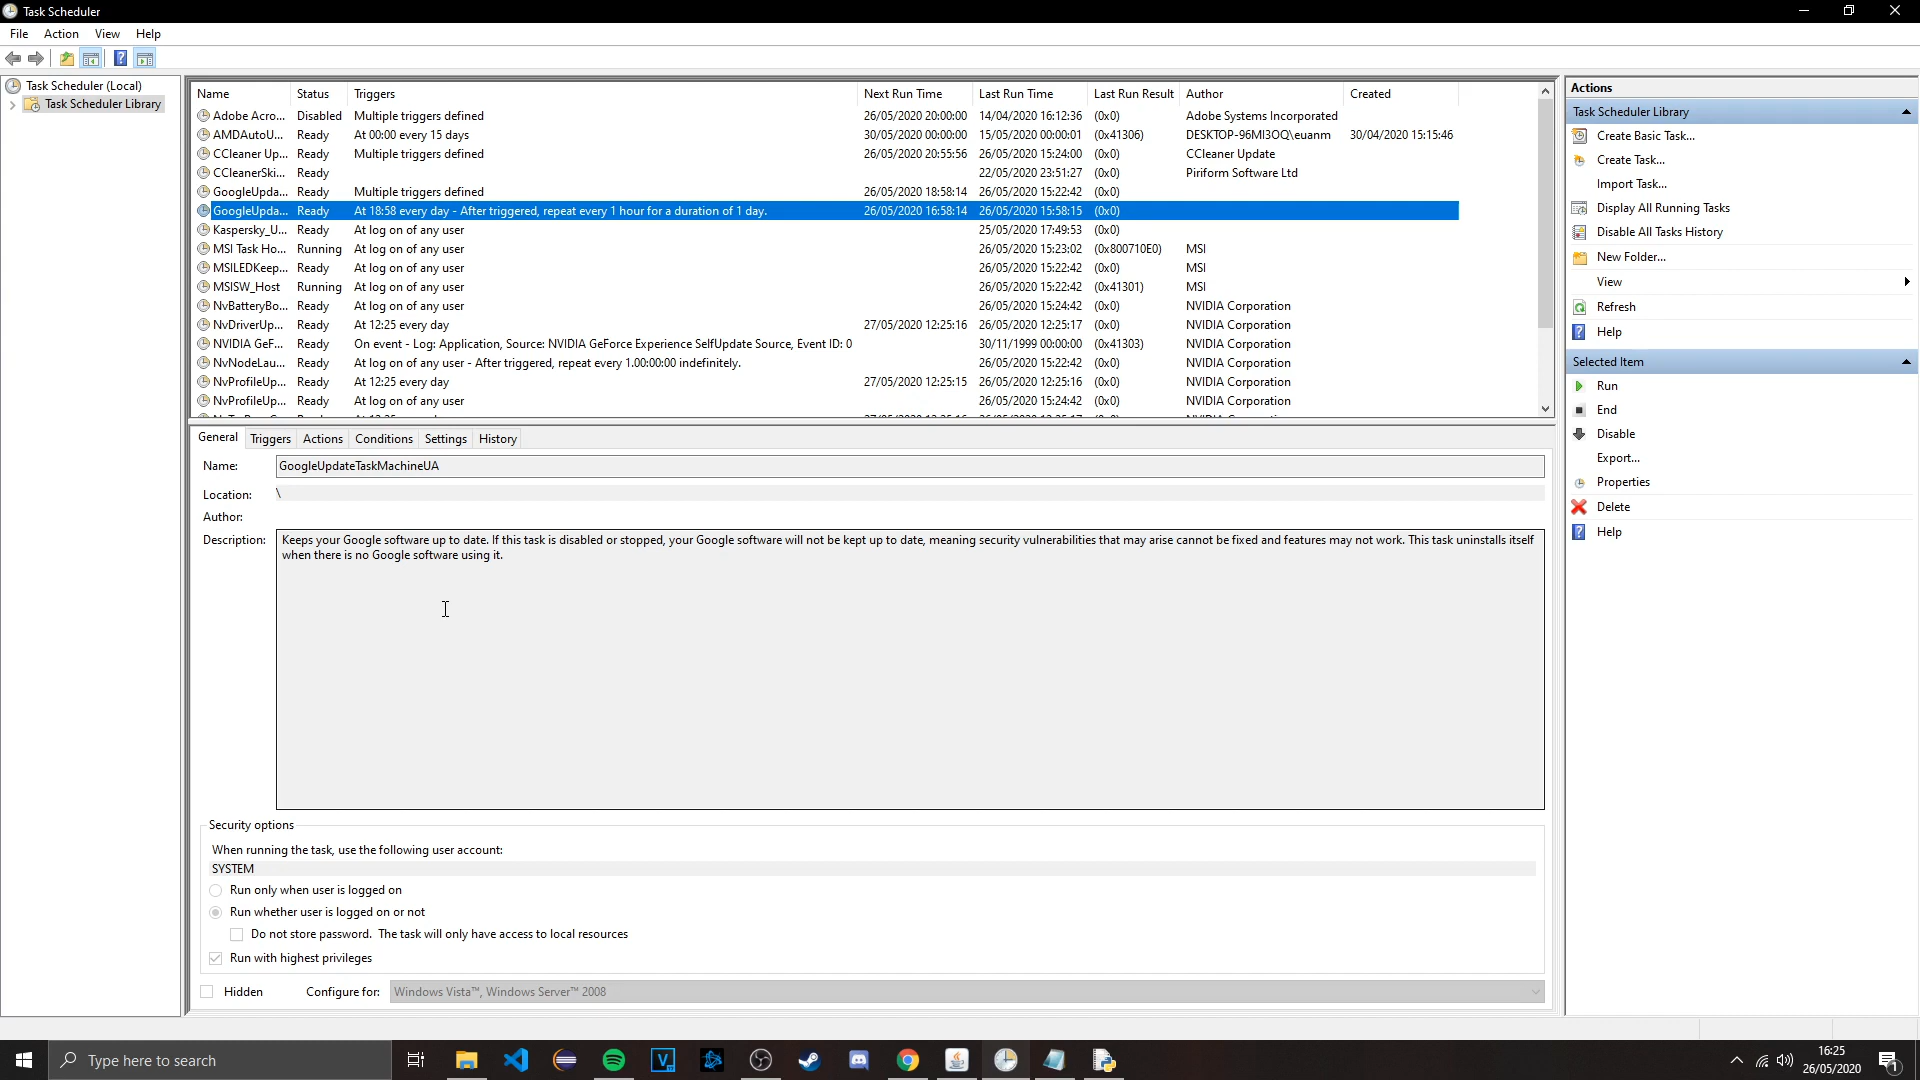 Task Scheduler
File Action View Help
Task Scheduler (Local)
Task Scheduler Library
Name Status Triggers Next Run Time Last Run Time Last Run Result Author Created
Adobe Acro... Disabled Multiple triggers defined 26/05/2020 20:00:00 14/04/2020 16:12:36 (0x0) Adobe Systems Incorporated
AMDAutoU... Ready At 00:00 every 15 days 30/05/2020 00:00:00 15/05/2020 00:00:01 (0x41306) DESKTOP-96MI3OQ\euanm 30/04/2020 15:15:46
CCleaner Up... Ready Multiple triggers defined 26/05/2020 20:55:56 26/05/2020 15:24:00 (0x0) CCleaner Update
CCleanerSki... Ready 22/05/2020 23:51:27 (0x0) Piriform Software Ltd
GoogleUpda... Ready Multiple triggers defined 26/05/2020 18:58:14 26/05/2020 15:22:42 (0x0)
GoogleUpda... Ready At 18:58 every day - After triggered, repeat every 1 hour for a duration of 1 day. 26/05/2020 16:58:14 26/05/2020 15:58:15 (0x0)
Kaspersky_U... Ready At log on of any user 25/05/2020 17:49:53 (0x0)
MSI Task Ho... Running At log on of any user 26/05/2020 15:23:02 (0x800710E0) MSI
MSILEDKeep... Ready At log on of any user 26/05/2020 15:22:42 (0x0) MSI
MSISW_Host Running At log on of any user 26/05/2020 15:22:42 (0x41301) MSI
NvBatteryBo... Ready At log on of any user 26/05/2020 15:24:42 (0x0) NVIDIA Corporation
NvDriverUp... Ready At 12:25 every day 27/05/2020 12:25:16 26/05/2020 12:25:17 (0x0) NVIDIA Corporation
NVIDIA GeF... Ready On event - Log: Application, Source: NVIDIA GeForce Experience SelfUpdate Source, Event ID: 0 30/11/1999 00:00:00 (0x41303) NVIDIA Corporation
NvNodeLau... Ready At log on of any user - After triggered, repeat every 1.00:00:00 indefinitely. 26/05/2020 15:22:42 (0x0) NVIDIA Corporation
NvProfileUp... Ready At 12:25 every day 27/05/2020 12:25:15 26/05/2020 12:25:16 (0x0) NVIDIA Corporation
NvProfileUp... Ready At log on of any user 26/05/2020 15:24:42 (0x0) NVIDIA Corporation
General Triggers Actions Conditions Settings History
Name: GoogleUpdateTaskMachineUA
Location: \
Author:
Description: Keeps your Google software up to date. If this task is disabled or stopped, your Google software will not be kept up to date, meaning security vulnerabilities that may arise cannot be fixed and features may not work. This task uninstalls itself
when there is no Google software using it.
Security options
When running the task, use the following user account:
SYSTEM
Run only when user is logged on
Run whether user is logged on or not
Do not store password. The task will only have access to local resources
Run with highest privileges
Hidden Configure for: Windows Vista™, Windows Server™ 2008
Actions
Task Scheduler Library
Create Basic Task...
Create Task...
Import Task...
Display All Running Tasks
Disable All Tasks History
New Folder...
View
Refresh
Help
Selected Item
Run
End
Disable
Export...
Properties
Delete
Help
Type here to search
16:25
26/05/2020
1